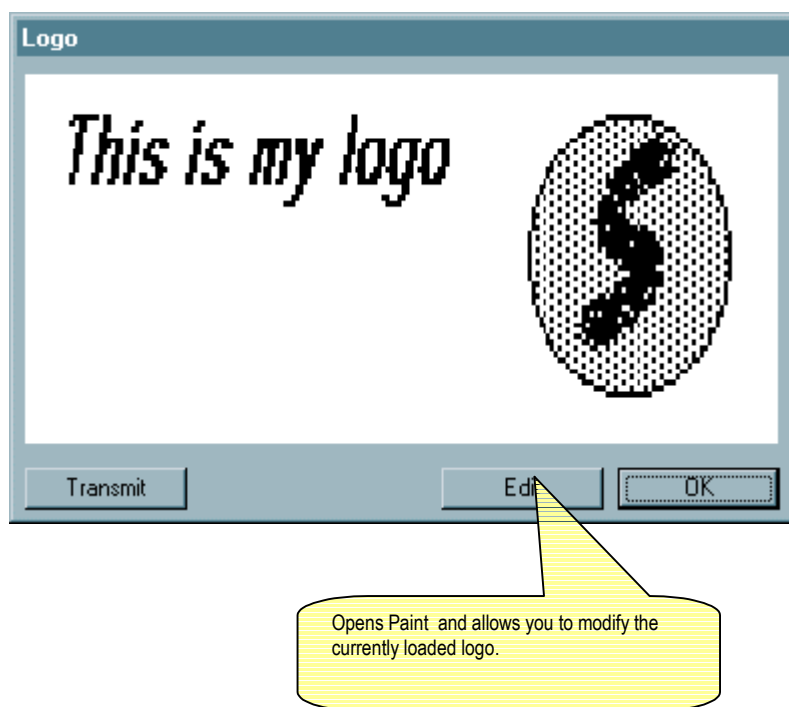 Logo
This is my logo
Transmit
Edit
OK
Opens Paint and allows you to modify the
currently loaded logo.